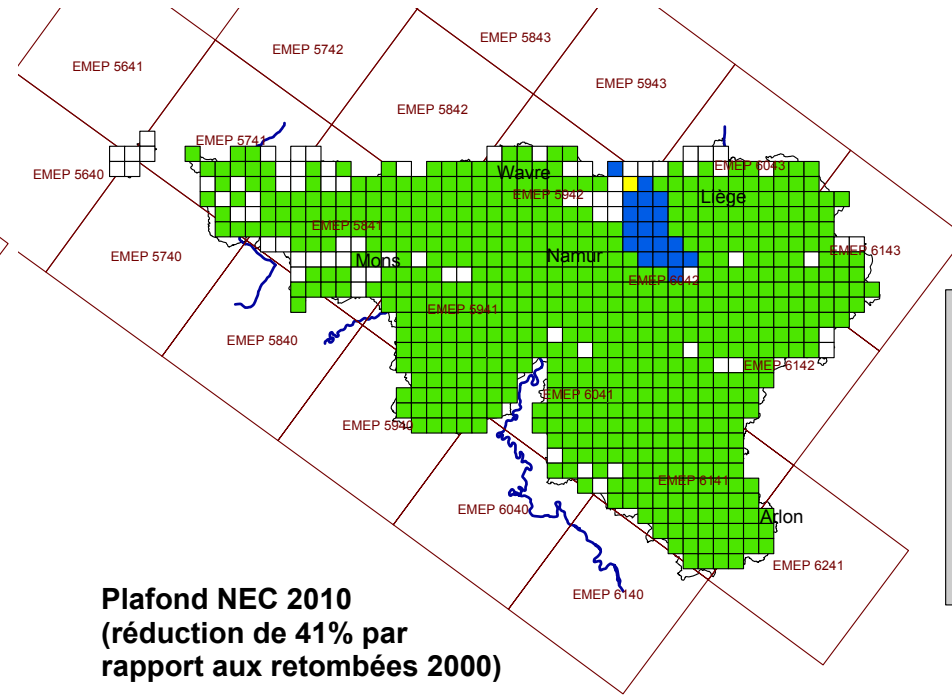 EMEP 5843
EMEP 5742
EMEP 5641
EMEP 5943
EMEP 5842
EMEP 5741
EMEP 6043
EMEP 5640
Wavre
EMEP 5942
Liège
EMEP 5841
EMEP 6143
EMEP 5740
Mons
Namur
EMEP 6042
EMEP 5941
EMEP 5840
EMEP 6142
EMEP 6041
EMEP 5940
EMEP 6141
EMEP 6040
Arlon
EMEP 6241
EMEP 6140
Plafond NEC 2010
(réduction de 41% par
rapport aux retombées 2000)